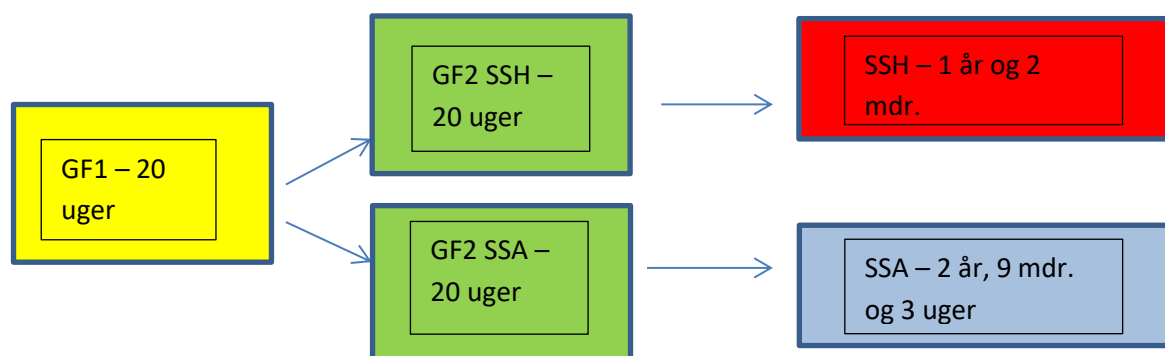 GF1 – 20
uger
GF2 SSH –
20 uger
SSH – 1 år og 2
mdr.
GF2 SSA –
20 uger
SSA – 2 år, 9 mdr.
og 3 uger